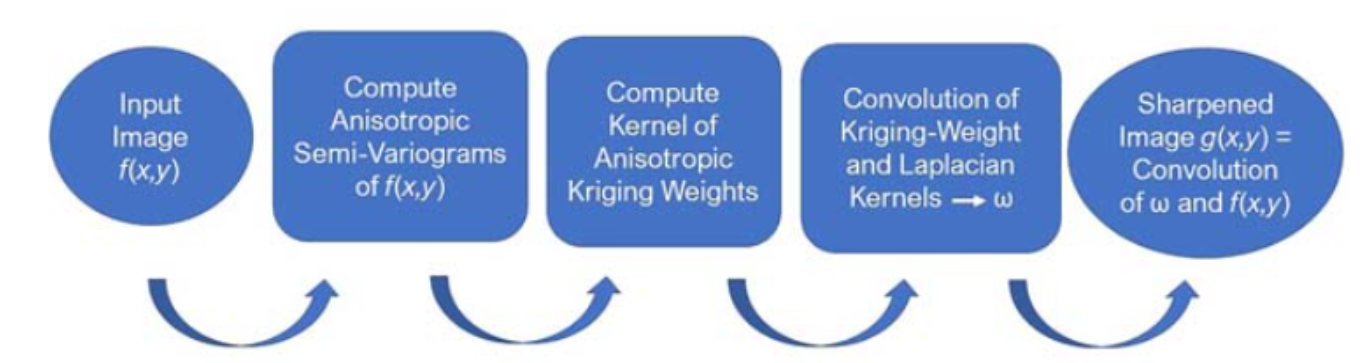 Input
Image
f(x,y)
Compute
Anisotropic
Semi-Variograms
of f(x,y)
Compute
Kernel of
Anisotropic
Kriging Weights
Convolution of
Kriging-Weight
and Laplacian
Kernels → ω
Sharpened
Image g(x,y) =
Convolution
of ω and f(x,y)